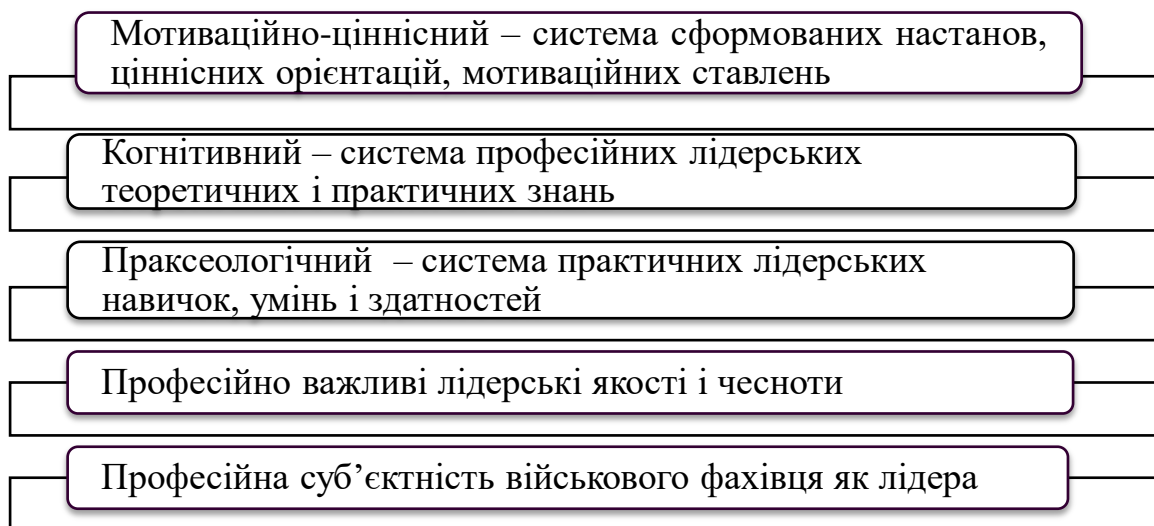 Мотиваційно-ціннісний – система сформованих настанов,
ціннісних орієнтацій, мотиваційних ставлень
Когнітивний – система професійних лідерських
теоретичних і практичних знань
Праксеологічний – система практичних лідерських
навичок, умінь і здатностей
Професійно важливі лідерські якості і чесноти
Професійна суб’єктність військового фахівця як лідера